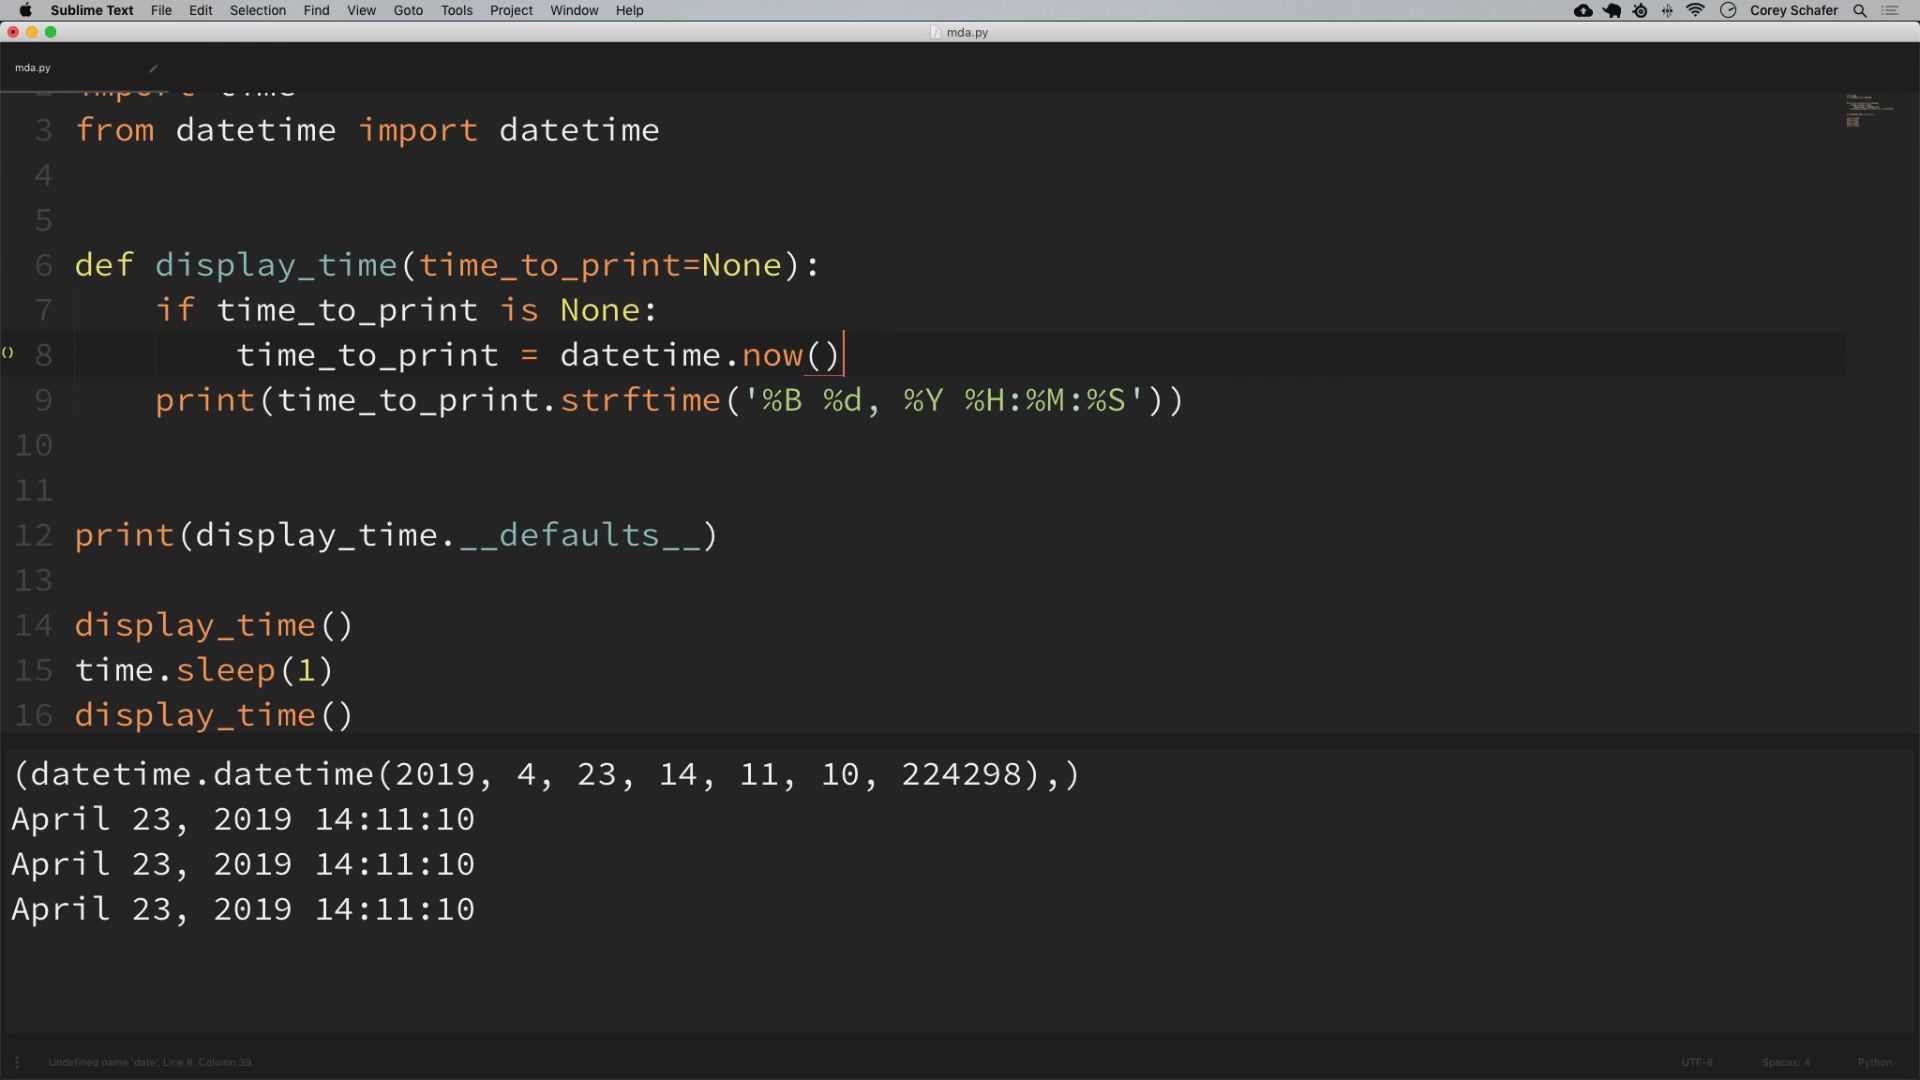 Sublime Text File Edit Selection Find View Goto Tools Project Window Help Corey Schafer
mda.py
mda.py
2 import time
3 from datetime import datetime
4
5
6 def display_time(time_to_print=None):
7 if time_to_print is None:
() 8 time_to_print = datetime.now()
9 print(time_to_print.strftime('%B %d, %Y %H:%M:%S'))
10
11
12 print(display_time.__defaults__)
13
14 display_time()
15 time.sleep(1)
16 display_time()
(datetime.datetime(2019, 4, 23, 14, 11, 10, 224298),)
April 23, 2019 14:11:10
April 23, 2019 14:11:10
April 23, 2019 14:11:10
Undefined name 'date', Line 8, Column 39 UTF-8 Spaces: 4 Python